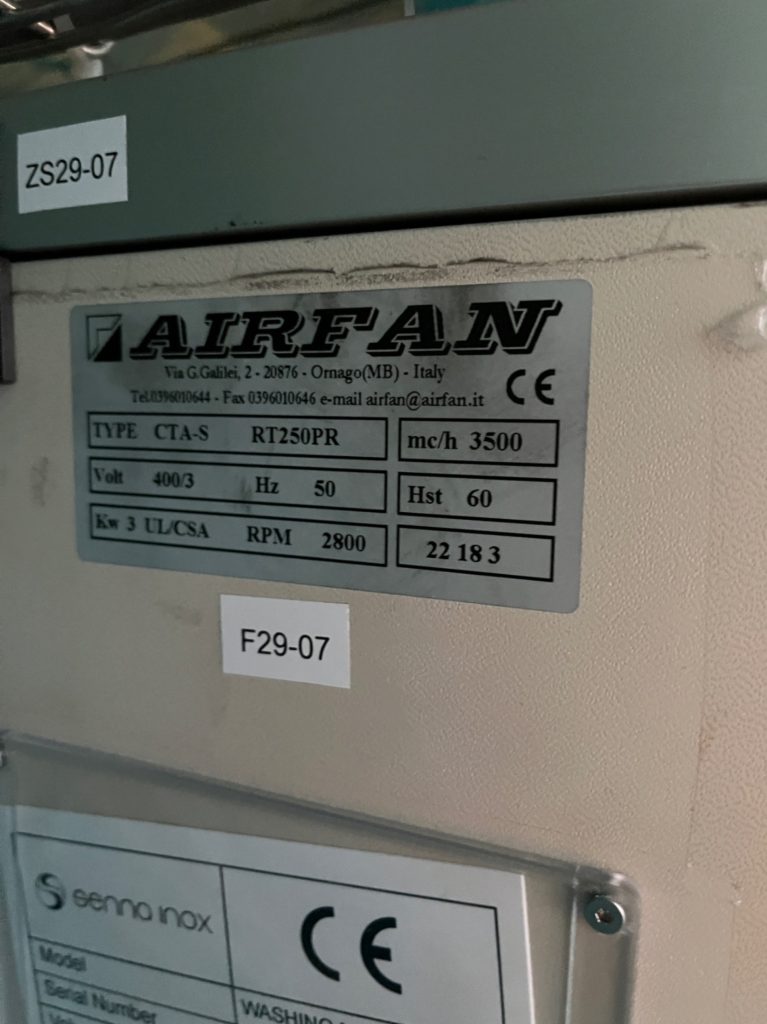 ZS29-07
AIRFAN
Via G.Galilei, 2 - 20876 - Ornago(MB) - Italy
Tel.0396010644 - Fax 0396010646 e-mail airfan@airfan.it CE
TYPE CTA-S RT250PR mc/h 3500
Volt 400/3 Hz 50 Hst 60
Kw 3 UL/CSA RPM 2800 22 18 3
F29-07
senno inox CE
Model
Serial Number